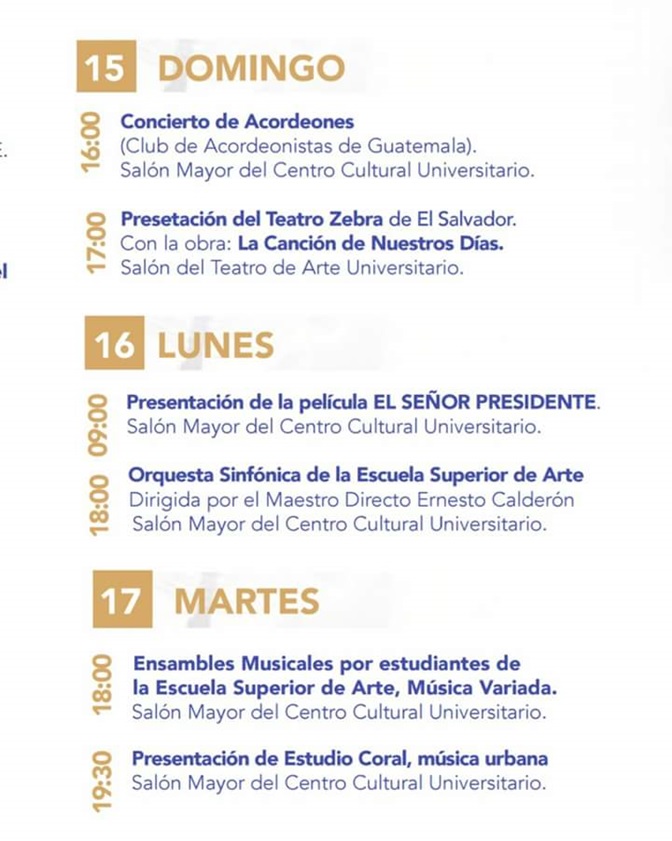 15 DOMINGO
16:00
Concierto de Acordeones
(Club de Acordeonistas de Guatemala).
Salón Mayor del Centro Cultural Universitario.
17:00
Presetación del Teatro Zebra de El Salvador.
Con la obra: La Canción de Nuestros Días.
Salón del Teatro de Arte Universitario.
16 LUNES
09:00
Presentación de la película EL SEÑOR PRESIDENTE.
Salón Mayor del Centro Cultural Universitario.
18:00
Orquesta Sinfónica de la Escuela Superior de Arte
Dirigida por el Maestro Directo Ernesto Calderón
Salón Mayor del Centro Cultural Universitario.
17 MARTES
18:00
Ensambles Musicales por estudiantes de
la Escuela Superior de Arte, Música Variada.
Salón Mayor del Centro Cultural Universitario.
19:30
Presentación de Estudio Coral, música urbana
Salón Mayor del Centro Cultural Universitario.